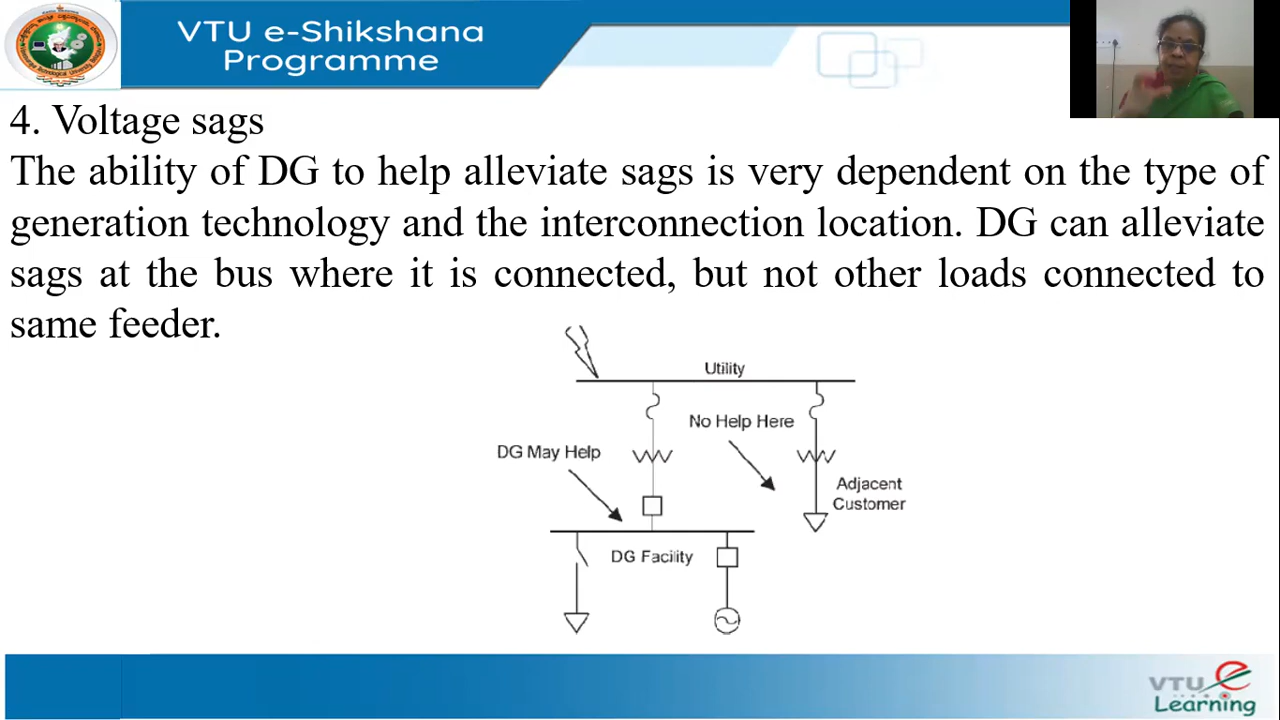 VTU e-Shikshana
Programme
4. Voltage sags
The ability of DG to help alleviate sags is very dependent on the type of
generation technology and the interconnection location. DG can alleviate
sags at the bus where it is connected, but not other loads connected to
same feeder.
Utility
No Help Here
DG May Help
Adjacent
Customer
DG Facility
VTU e
Learning